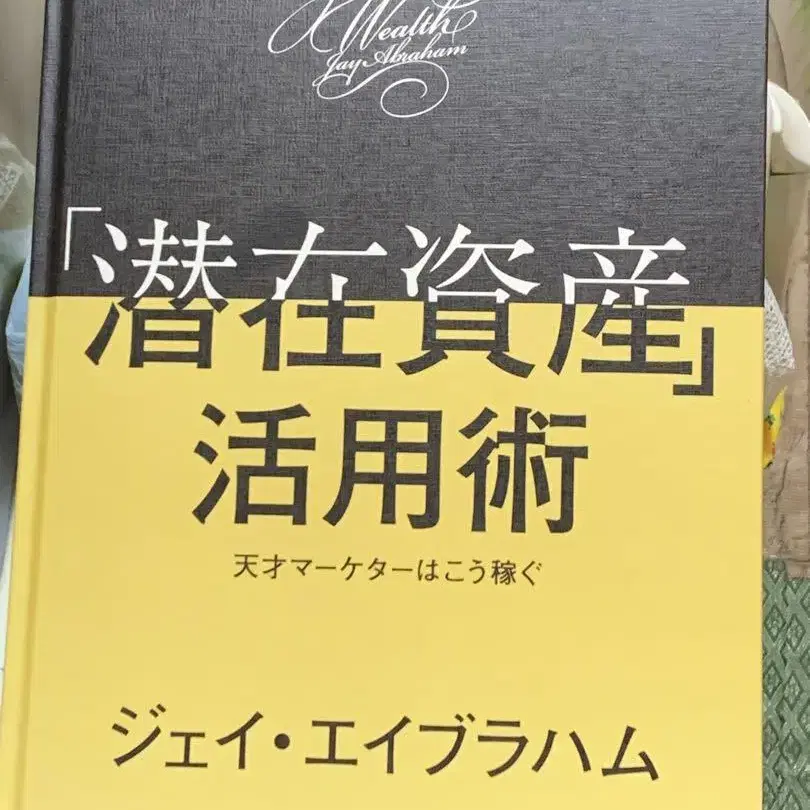 Wealth
Jay Abraham
「潜在資産」
活用術
天才マーケターはこう稼ぐ
ジェイ・エイブラハム